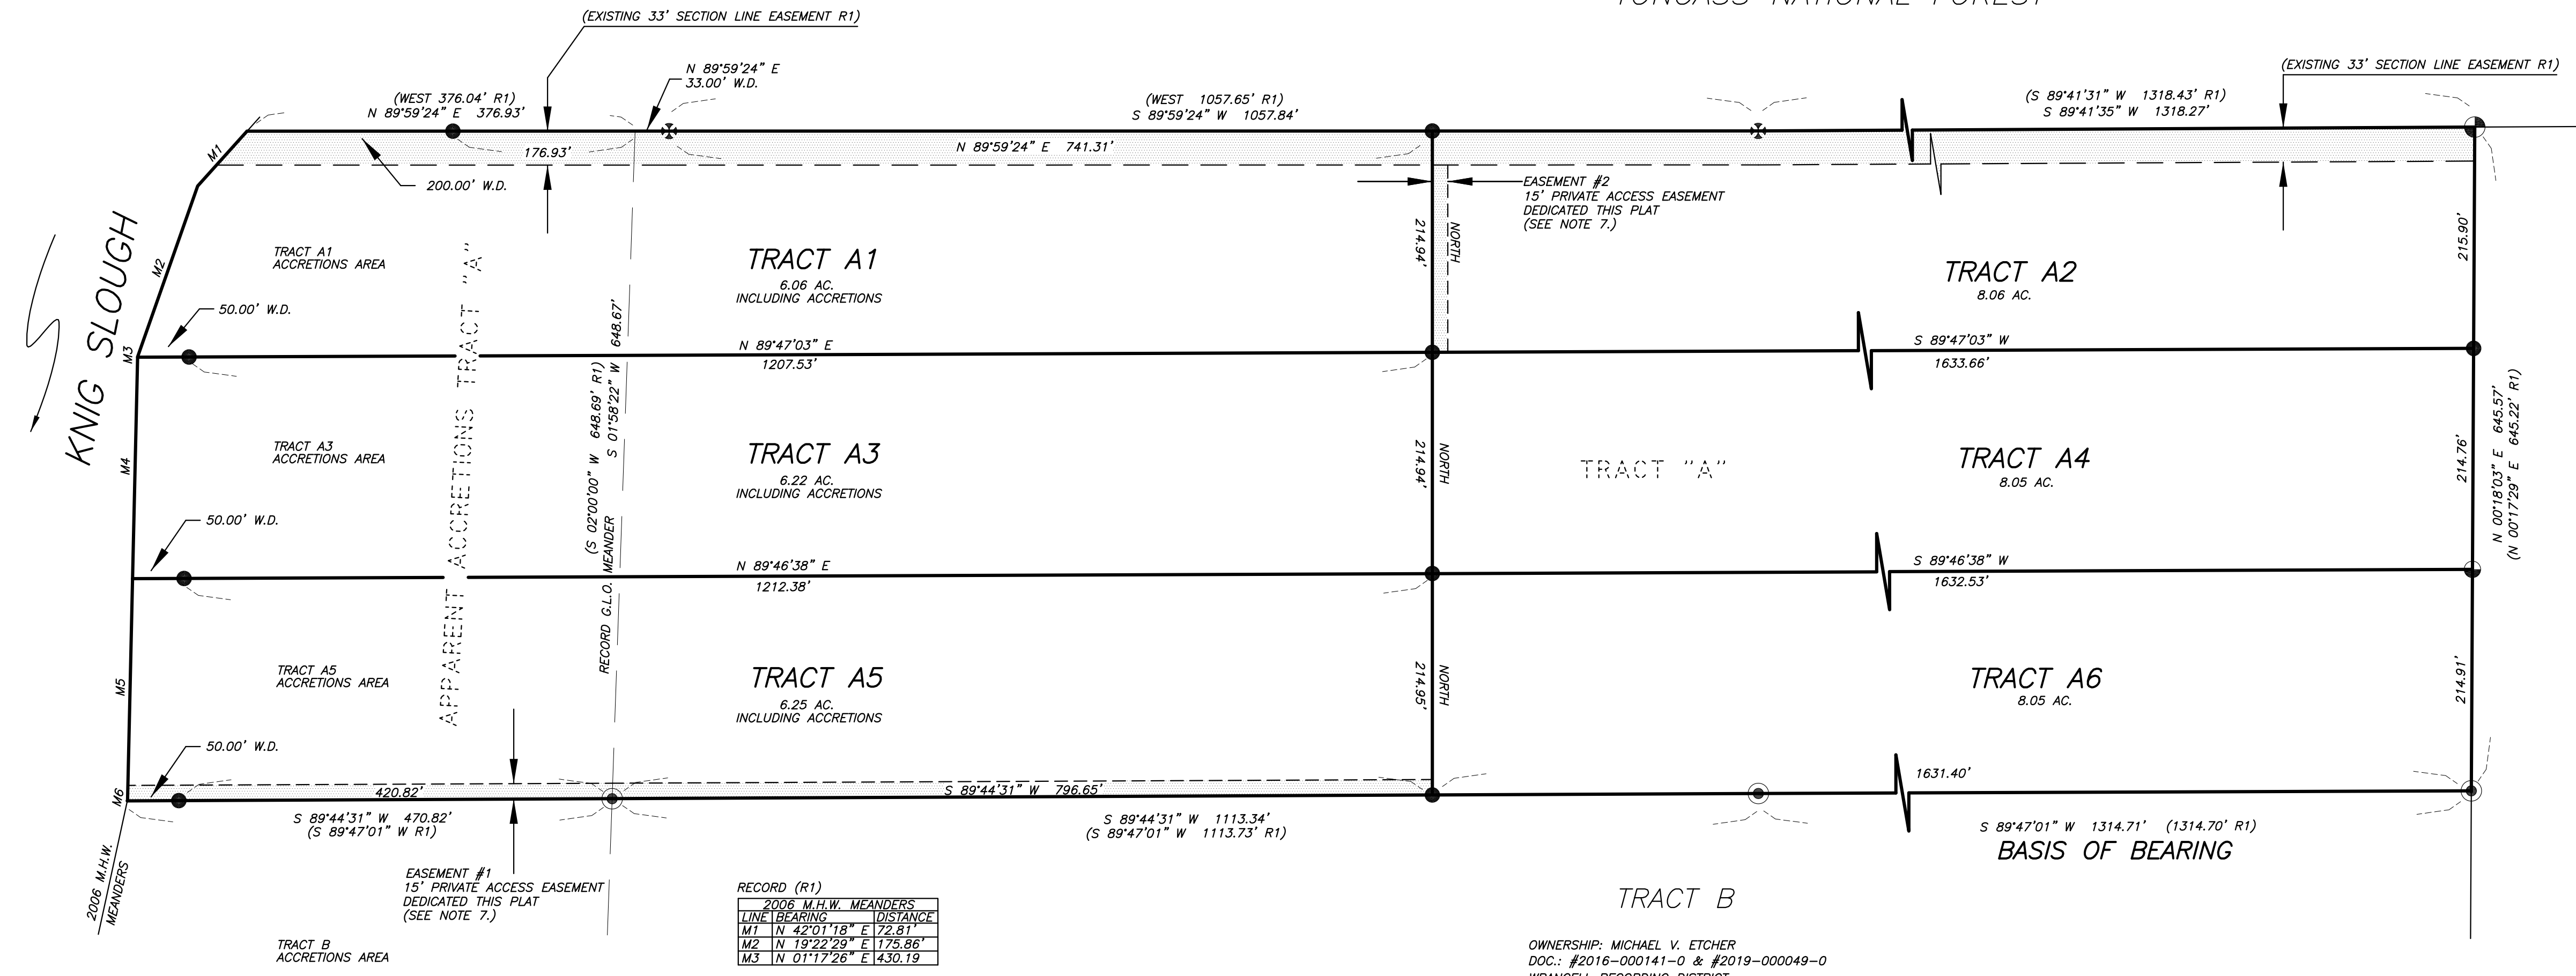 TONGASS NATIONAL FOREST
(EXISTING 33' SECTION LINE EASEMENT R1)
(EXISTING 33' SECTION LINE EASEMENT R1)
N 89°59'24" E
33.00' W.D.
(WEST 376.04' R1)
N 89°59'24" E 376.93'
(WEST 1057.65' R1)
S 89°59'24" W 1057.84'
(S 89°41'31" W 1318.43' R1)
S 89°41'35" W 1318.27'
M1
176.93'
N 89°59'24" E 741.31'
200.00' W.D.
EASEMENT #2
15' PRIVATE ACCESS EASEMENT
DEDICATED THIS PLAT
(SEE NOTE 7.)
KNIG SLOUGH
M2
TRACT A1
ACCRETIONS AREA
APPARENT ACCRETIONS TRACT "A"
TRACT A1
6.06 AC.
INCLUDING ACCRETIONS
214.94'
NORTH
TRACT A2
8.06 AC.
215.90'
50.00' W.D.
M3
N 89°47'03" E
1207.53'
S 89°47'03" W
1633.66'
(S 02°00'00" W 648.69' R1)
S 01°58'22" W 648.67'
RECORD G.L.O. MEANDER
N 00°18'03" E 645.57'
(N 00°17'29" E 645.22' R1)
M4
TRACT A3
ACCRETIONS AREA
TRACT A3
6.22 AC.
INCLUDING ACCRETIONS
214.94'
NORTH
TRACT "A"
TRACT A4
8.05 AC.
214.76'
50.00' W.D.
N 89°46'38" E
1212.38'
S 89°46'38" W
1632.53'
M5
TRACT A5
ACCRETIONS AREA
TRACT A5
6.25 AC.
INCLUDING ACCRETIONS
214.95'
NORTH
TRACT A6
8.05 AC.
214.91'
50.00' W.D.
M6
420.82'
S 89°44'31" W 796.65'
1631.40'
S 89°44'31" W 470.82'
(S 89°47'01" W R1)
S 89°44'31" W 1113.34'
(S 89°47'01" W 1113.73' R1)
S 89°47'01" W 1314.71' (1314.70' R1)
BASIS OF BEARING
2006 M.H.W.
MEANDERS
EASEMENT #1
15' PRIVATE ACCESS EASEMENT
DEDICATED THIS PLAT
(SEE NOTE 7.)
RECORD (R1)
2006 M.H.W. MEANDERS
LINE BEARING DISTANCE
M1 N 42°01'18" E 72.81'
M2 N 19°22'29" E 175.86'
M3 N 01°17'26" E 430.19
TRACT B
ACCRETIONS AREA
TRACT B
OWNERSHIP: MICHAEL V. ETCHER
DOC.: #2016-000141-0 & #2019-000049-0
WRANGELL RECORDING DISTRICT